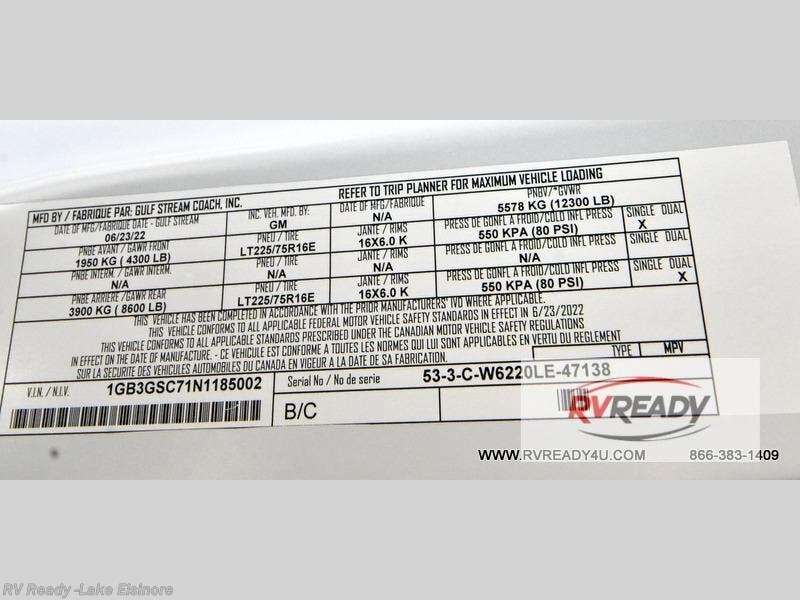 MFD BY / FABRIQUE PAR: GULF STREAM COACH, INC. REFER TO TRIP PLANNER FOR MAXIMUM VEHICLE LOADING
DATE OF MFG/FABRIQUE DATE - GULF STREAM INC. VEH. MFD. BY: DATE OF MFG/FABRIQUE PNBV/*GVWR
06/23/22 GM N/A 5578 KG (12300 LB)
PNBE AVANT / GAWR FRONT PNEU / TIRE JANTE / RIMS PRESS DE GONFL A FROID/COLD INFL PRESS SINGLE DUAL
1950 KG ( 4300 LB) LT225/75R16E 16X6.0 K 550 KPA (80 PSI) X
PNBE INTERM. / GAWR INTERM. PNEU / TIRE JANTE / RIMS PRESS DE GONFL A FROID/COLD INFL PRESS
N/A N/A N/A N/A
PNBE ARRIERE /GAWR REAR PNEU / TIRE JANTE / RIMS PRESS DE GONFL A FROID/COLD INFL PRESS SINGLE DUAL
3900 KG ( 8600 LB) LT225/75R16E 16X6.0 K 550 KPA (80 PSI) X
THIS VEHICLE HAS BEEN COMPLETED IN ACCORDANCE WITH THE PRIOR MANUFACTURERS' IVD WHERE APPLICABLE.
THIS VEHICLE CONFORMS TO ALL APPLICABLE FEDERAL MOTOR VEHICLE SAFETY STANDARDS IN EFFECT IN 6/23/2022
THIS VEHICLE CONFORMS TO ALL APPLICABLE STANDARDS PRESCRIBED UNDER THE CANADIAN MOTOR VEHICLE SAFETY REGULATIONS
IN EFFECT ON THE DATE OF MANUFACTURE - CE VEHICULE EST CONFORME A TOUTES LES NORMES QUI LUI SONT APPLICABLES EN VERTU DU REGLEMENT
SUR LA SECURITE DES VEHICULES AUTOMOBILES DU CANADA EN VIGUEUR A LA DATE DE SA FABRICATION TYPE MPV
V.I.N. / N.I.V. 1GB3GSC71N1185002 Serial No / No de serie 53-3-C-W6220LE-47138
B/C
RVREADY
WWW.RVREADY4U.COM 866-383-1409
RV Ready -Lake Elsinore